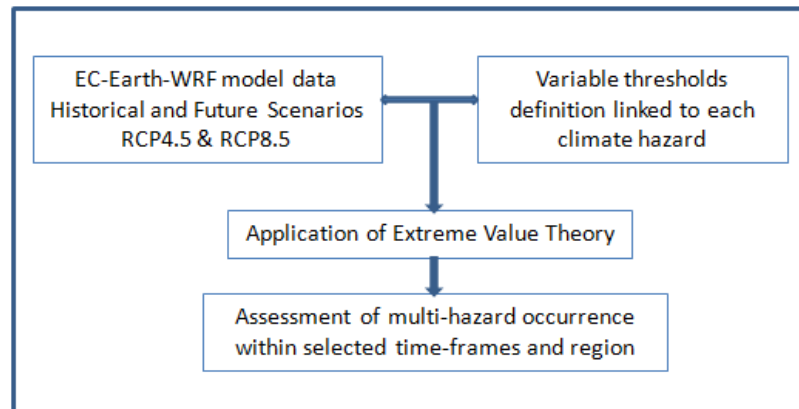 EC-Earth-WRF model data
Historical and Future Scenarios
RCP4.5 & RCP8.5
Variable thresholds
definition linked to each
climate hazard
Application of Extreme Value Theory
Assessment of multi-hazard occurrence
within selected time-frames and region